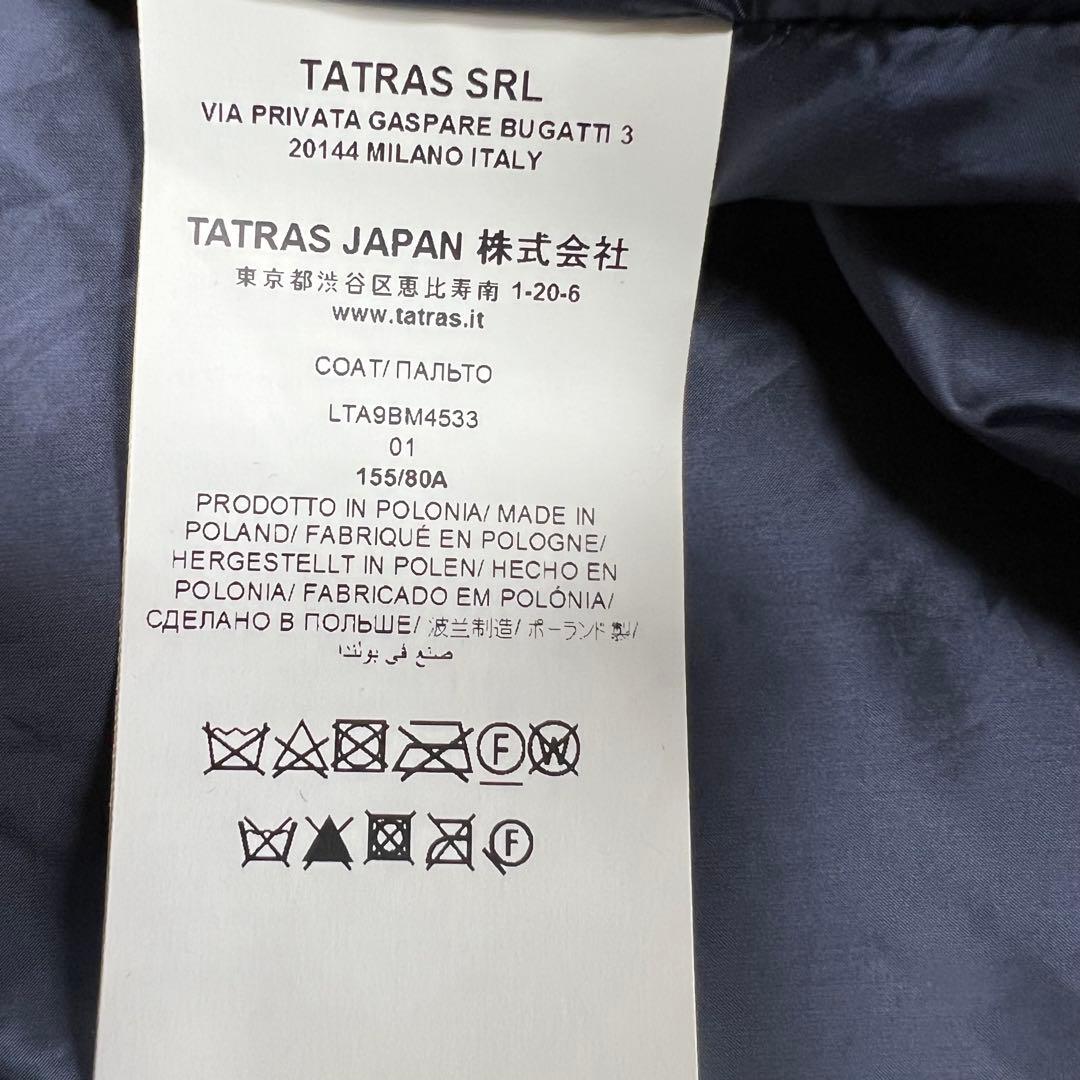 TATRAS SRL
VIA PRIVATA GASPARE BUGATTI 3
20144 MILANO ITALY
TATRAS JAPAN 株式会社
東京都渋谷区恵比寿南 1-20-6
www.tatras.it
COAT/ ПАЛЬТО
LTA9BM4533
01
155/80A
PRODOTTO IN POLONIA/ MADE IN
POLAND/ FABRIQUÉ EN POLOGNE/
HERGESTELLT IN POLEN/ HECHO EN
POLONIA/ FABRICADO EM POLÓNIA/
СДЕЛАНО В ПОЛЬШЕ/ 波兰制造/ ポーランド製/
صنع في بولندا
F W
F